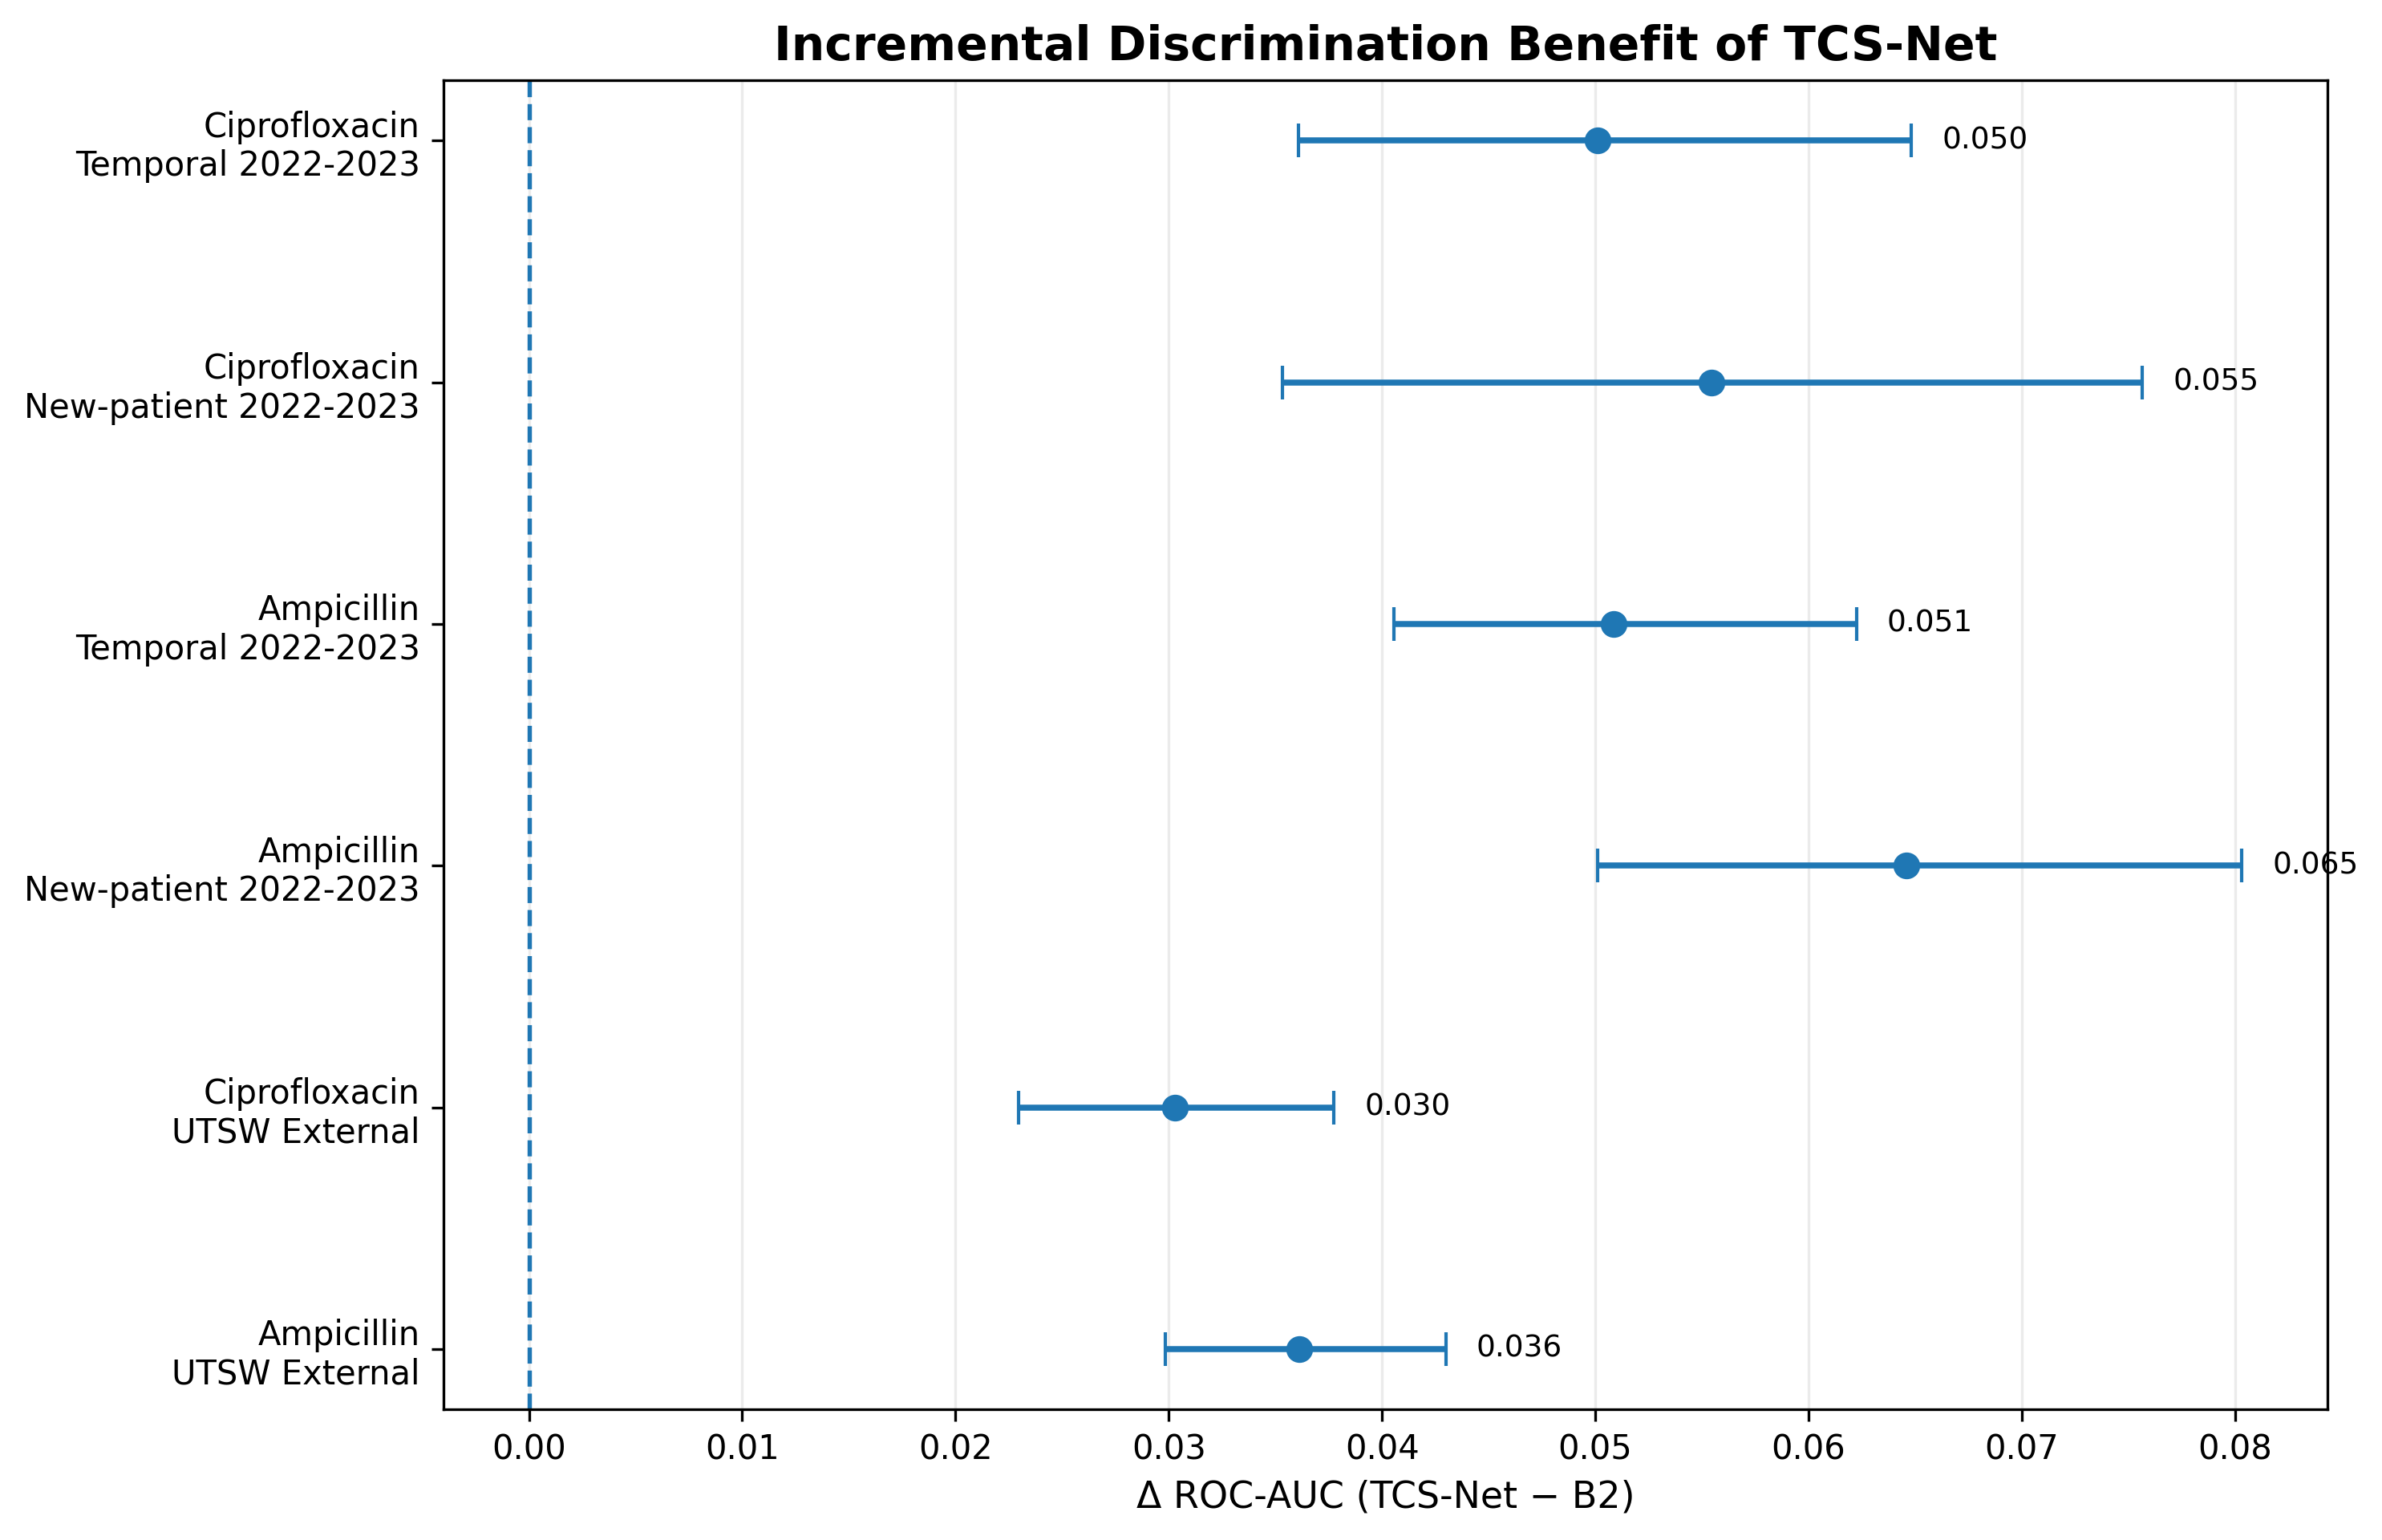 Incremental Discrimination Benefit of TCS-Net
Ciprofloxacin
Temporal 2022-2023
0.050
Ciprofloxacin
New-patient 2022-2023
0.055
Ampicillin
Temporal 2022-2023
0.051
Ampicillin
New-patient 2022-2023
0.065
Ciprofloxacin
UTSW External
0.030
Ampicillin
UTSW External
0.036
0.00 0.01 0.02 0.03 0.04 0.05 0.06 0.07 0.08
Δ ROC-AUC (TCS-Net − B2)